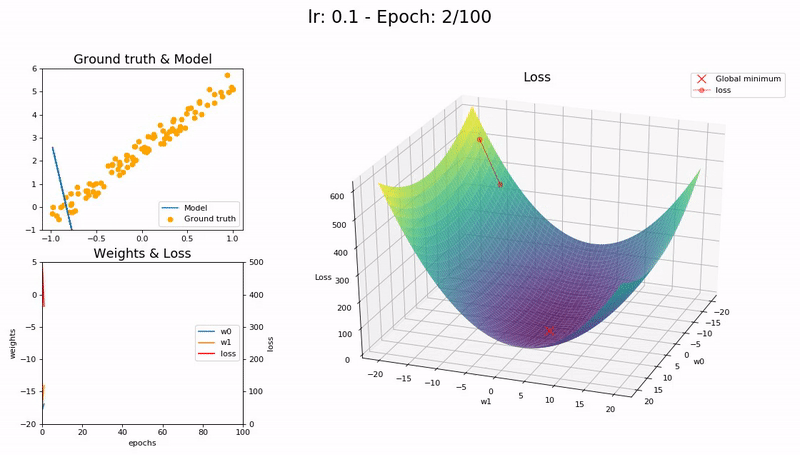 lr: 0.1 - Epoch: 2/100
Ground truth & Model
6
5
4
3
2
1
0
−1
−1.0 −0.5 0.0 0.5 1.0
Model
Ground truth
Weights & Loss
5
0
−5
−10
−15
−20
weights
0 20 40 60 80 100
epochs
500
400
300
200
100
0
loss
w0
w1
loss
Loss
Global minimum
loss
600
500
400
300
200
100
0
Loss
−20 −15 −10 −5 0 5 10 15 20
w1
−20
−15
−10
−5
0
5
10
15
20
w0